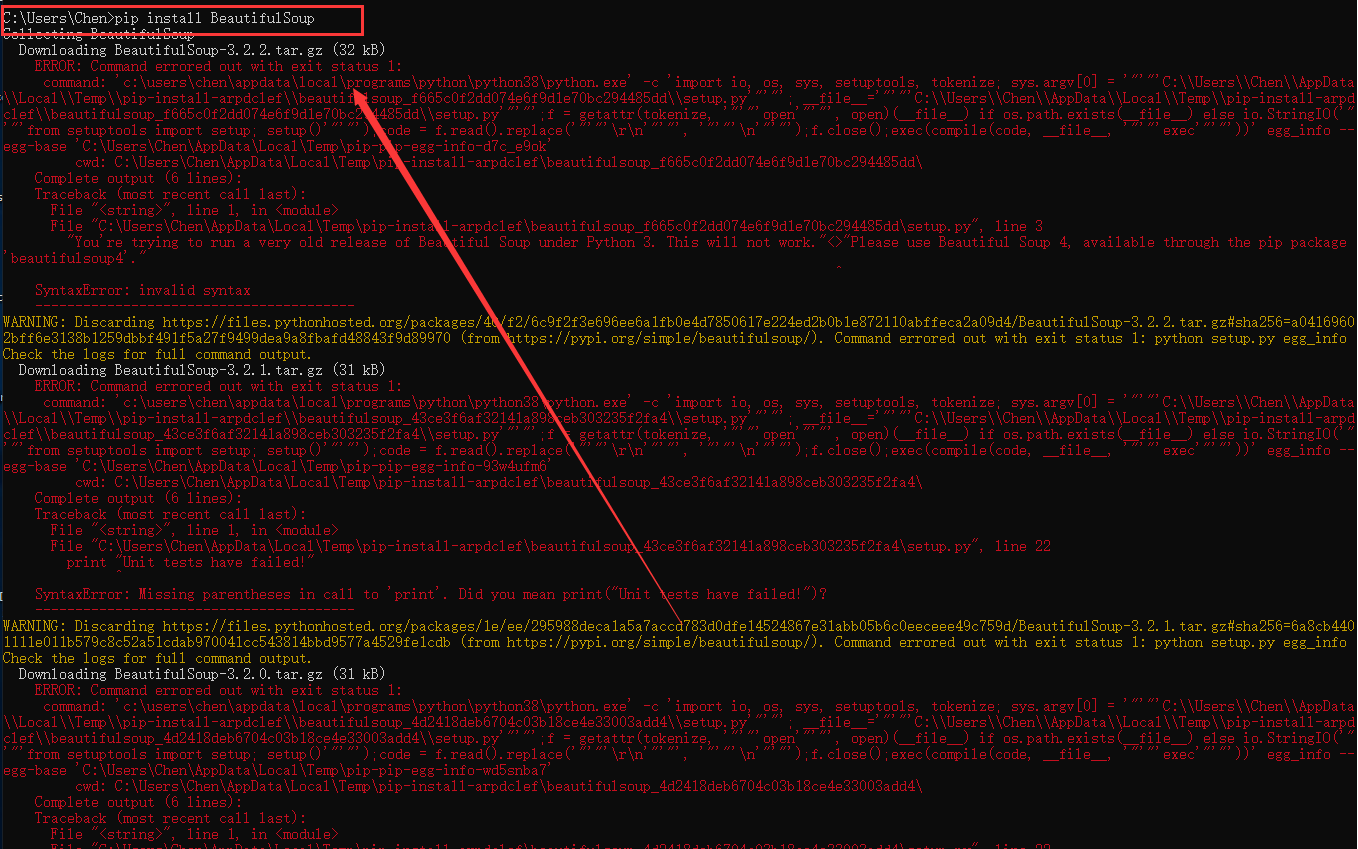 C:\Users\Chen>pip install BeautifulSoup
Collecting BeautifulSoup
Downloading BeautifulSoup-3.2.2.tar.gz (32 kB)
ERROR: Command errored out with exit status 1:
command: 'c:\users\chen\appdata\local\programs\python\python38\python.exe' -c 'import io, os, sys, setuptools, tokenize; sys.argv[0] = '"'"'C:\\Users\\Chen\\AppData
\\Local\\Temp\\pip-install-arpdclef\\beautifulsoup_f665c0f2dd074e6f9d1e70bc294485dd\\setup.py'"'"'; __file__='"'"'C:\\Users\\Chen\\AppData\\Local\\Temp\\pip-install-arpd
clef\\beautifulsoup_f665c0f2dd074e6f9d1e70bc294485dd\\setup.py'"'"';f = getattr(tokenize, '"'"'open'"'"', open)(__file__) if os.path.exists(__file__) else io.StringIO('"
'"'from setuptools import setup; setup()'"'"');code = f.read().replace('"'"'\r\n'"'"', '"'"'\n'"'"');f.close();exec(compile(code, __file__, '"'"'exec'"'"'))' egg_info --
egg-base 'C:\Users\Chen\AppData\Local\Temp\pip-pip-egg-info-d7c_e9ok'
cwd: C:\Users\Chen\AppData\Local\Temp\pip-install-arpdclef\beautifulsoup_f665c0f2dd074e6f9d1e70bc294485dd\
Complete output (6 lines):
Traceback (most recent call last):
File "<string>", line 1, in <module>
File "C:\Users\Chen\AppData\Local\Temp\pip-install-arpdclef\beautifulsoup_f665c0f2dd074e6f9d1e70bc294485dd\setup.py", line 3
"You're trying to run a very old release of Beautiful Soup under Python 3. This will not work."<>"Please use Beautiful Soup 4, available through the pip package
'beautifulsoup4'."
^
SyntaxError: invalid syntax
----------------------------------------
WARNING: Discarding https://files.pythonhosted.org/packages/40/f2/6c9f2f3e696ee6a1fb0e4d7850617e224ed2b0b1e872110abffeca2a09d4/BeautifulSoup-3.2.2.tar.gz#sha256=a0416960
2bff6e3138b1259dbbf491f5a27f9499dea9a8fbafd48843f9d89970 (from https://pypi.org/simple/beautifulsoup/). Command errored out with exit status 1: python setup.py egg_info
Check the logs for full command output.
Downloading BeautifulSoup-3.2.1.tar.gz (31 kB)
ERROR: Command errored out with exit status 1:
command: 'c:\users\chen\appdata\local\programs\python\python38\python.exe' -c 'import io, os, sys, setuptools, tokenize; sys.argv[0] = '"'"'C:\\Users\\Chen\\AppData
\\Local\\Temp\\pip-install-arpdclef\\beautifulsoup_43ce3f6af32141a898ceb303235f2fa4\\setup.py'"'"'; __file__='"'"'C:\\Users\\Chen\\AppData\\Local\\Temp\\pip-install-arpd
clef\\beautifulsoup_43ce3f6af32141a898ceb303235f2fa4\\setup.py'"'"';f = getattr(tokenize, '"'"'open'"'"', open)(__file__) if os.path.exists(__file__) else io.StringIO('"
'"'from setuptools import setup; setup()'"'"');code = f.read().replace('"'"'\r\n'"'"', '"'"'\n'"'"');f.close();exec(compile(code, __file__, '"'"'exec'"'"'))' egg_info --
egg-base 'C:\Users\Chen\AppData\Local\Temp\pip-pip-egg-info-93w4ufm6'
cwd: C:\Users\Chen\AppData\Local\Temp\pip-install-arpdclef\beautifulsoup_43ce3f6af32141a898ceb303235f2fa4\
Complete output (6 lines):
Traceback (most recent call last):
File "<string>", line 1, in <module>
File "C:\Users\Chen\AppData\Local\Temp\pip-install-arpdclef\beautifulsoup_43ce3f6af32141a898ceb303235f2fa4\setup.py", line 22
print "Unit tests have failed!"
^
SyntaxError: Missing parentheses in call to 'print'. Did you mean print("Unit tests have failed!")?
----------------------------------------
WARNING: Discarding https://files.pythonhosted.org/packages/1e/ee/295988deca1a5a7accd783d0dfe14524867e31abb05b6c0eeceee49c759d/BeautifulSoup-3.2.1.tar.gz#sha256=6a8cb440
1111e011b579c8c52a51cdab970041cc543814bbd9577a4529fe1cdb (from https://pypi.org/simple/beautifulsoup/). Command errored out with exit status 1: python setup.py egg_info
Check the logs for full command output.
Downloading BeautifulSoup-3.2.0.tar.gz (31 kB)
ERROR: Command errored out with exit status 1:
command: 'c:\users\chen\appdata\local\programs\python\python38\python.exe' -c 'import io, os, sys, setuptools, tokenize; sys.argv[0] = '"'"'C:\\Users\\Chen\\AppData
\\Local\\Temp\\pip-install-arpdclef\\beautifulsoup_4d2418deb6704c03b18ce4e33003add4\\setup.py'"'"'; __file__='"'"'C:\\Users\\Chen\\AppData\\Local\\Temp\\pip-install-arpd
clef\\beautifulsoup_4d2418deb6704c03b18ce4e33003add4\\setup.py'"'"';f = getattr(tokenize, '"'"'open'"'"', open)(__file__) if os.path.exists(__file__) else io.StringIO('"
'"'from setuptools import setup; setup()'"'"');code = f.read().replace('"'"'\r\n'"'"', '"'"'\n'"'"');f.close();exec(compile(code, __file__, '"'"'exec'"'"'))' egg_info --
egg-base 'C:\Users\Chen\AppData\Local\Temp\pip-pip-egg-info-wd5snba7'
cwd: C:\Users\Chen\AppData\Local\Temp\pip-install-arpdclef\beautifulsoup_4d2418deb6704c03b18ce4e33003add4\
Complete output (6 lines):
Traceback (most recent call last):
File "<string>", line 1, in <module>